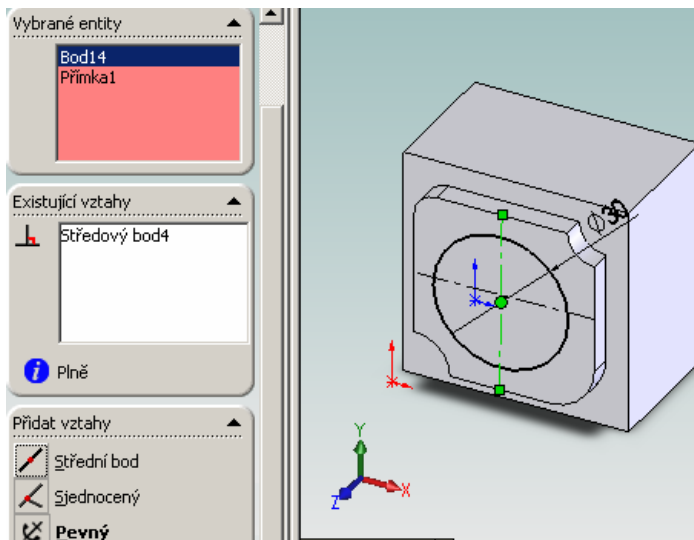 Vybrané entity
Bod14
Přímka1
Existující vztahy
Středový bod4
Plně
Přidat vztahy
Střední bod
Sjednocený
Pevný
Ø30
Y
X
Z